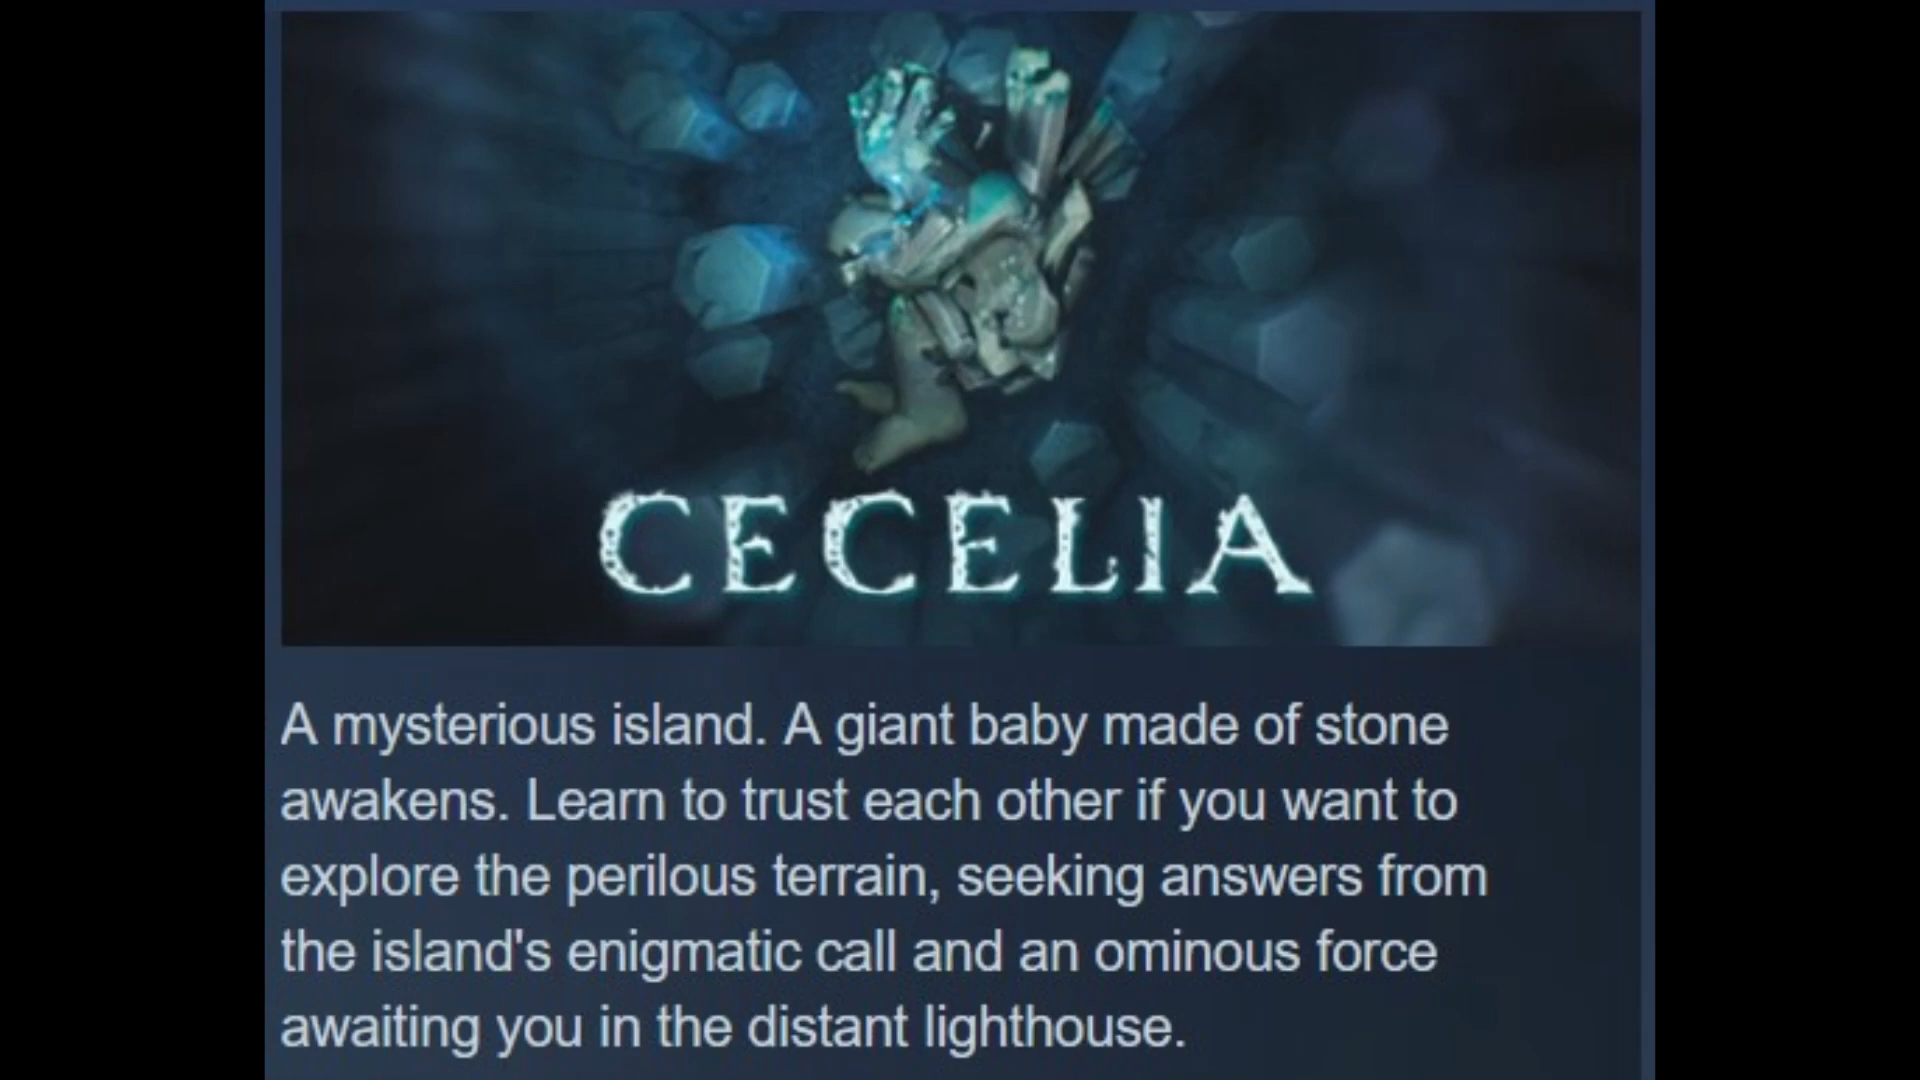 CECELIA
A mysterious island. A giant baby made of stone
awakens. Learn to trust each other if you want to
explore the perilous terrain, seeking answers from
the island's enigmatic call and an ominous force
awaiting you in the distant lighthouse.